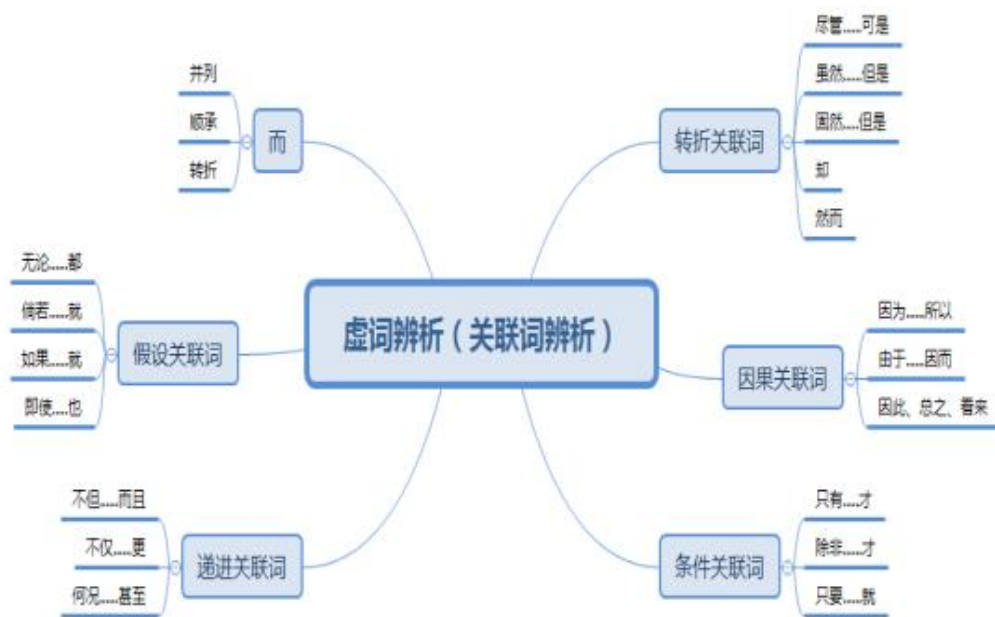 虚词辨析（关联词辨析）
而
并列
顺承
转折
假设关联词
无论......都
倘若......就
如果......就
即使.....也
递进关联词
不但......而且
不仅......更
何况......甚至
转折关联词
尽管......可是
虽然......但是
固然.....但是
却
然而
因果关联词
因为......所以
由于......因而
因此、总之、看来
条件关联词
只有......才
除非......才
只要......就